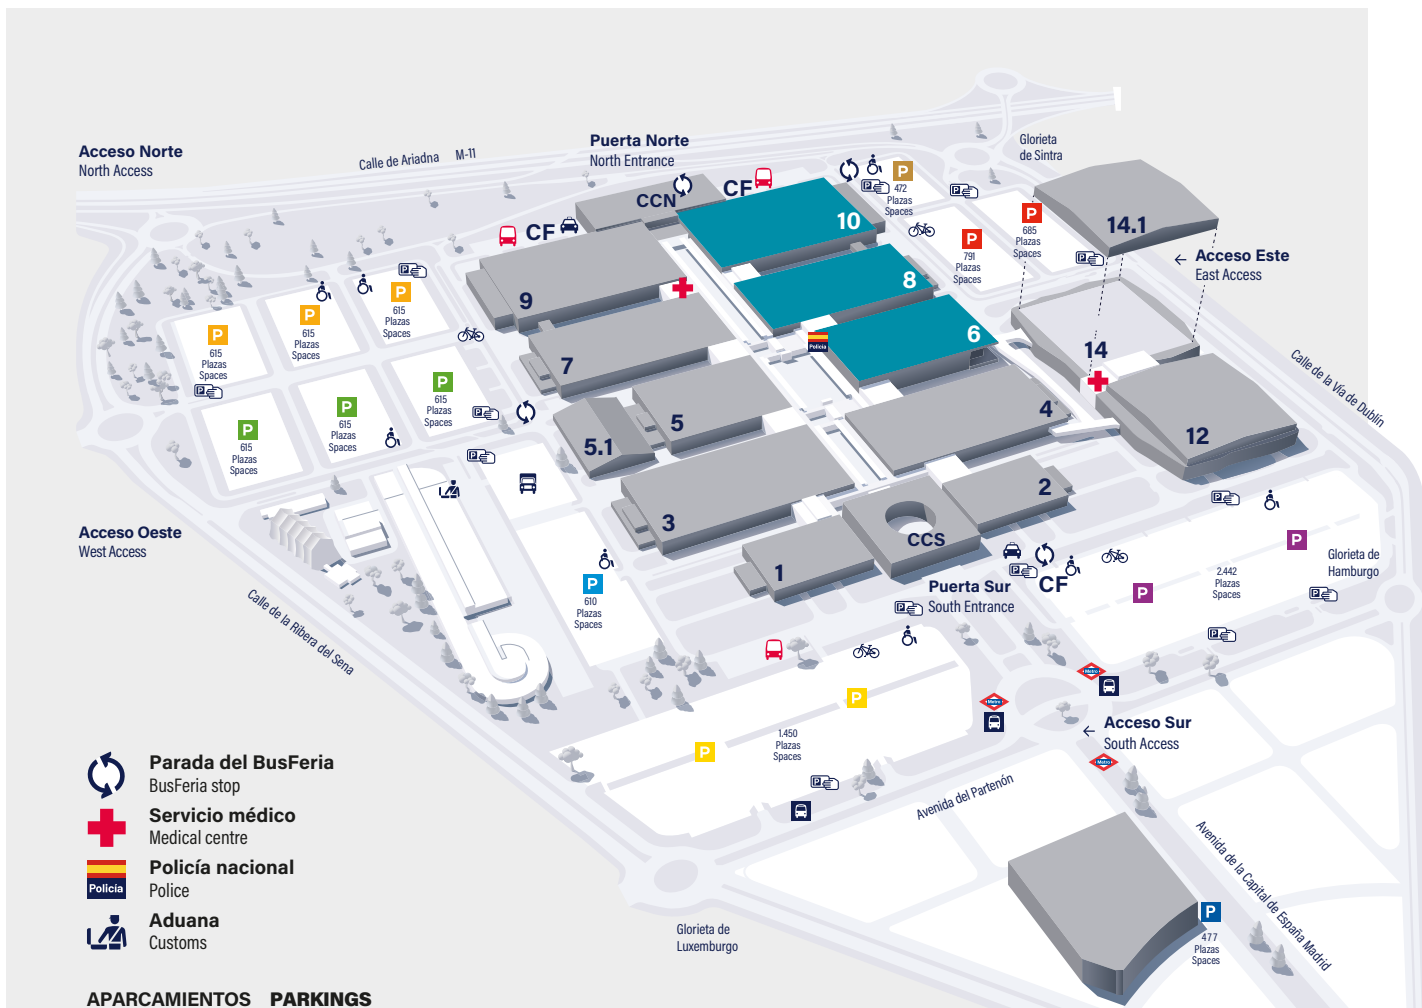 Acceso Norte
North Access
Calle de Ariadna M-11
Puerta Norte
North Entrance
Glorieta
de Sintra
CCN
CF
CF
P
472
Plazas
Spaces
P
791
Plazas
Spaces
P
685
Plazas
Spaces
14.1
Acceso Este
East Access
10
8
6
9
7
5
5.1
3
1
4
2
14
12
CCS
Policía
Calle de la Vía de Dublín
P
615
Plazas
Spaces
P
615
Plazas
Spaces
P
615
Plazas
Spaces
P
615
Plazas
Spaces
P
615
Plazas
Spaces
P
615
Plazas
Spaces
Acceso Oeste
West Access
Calle de la Ribera del Sena
P
610
Plazas
Spaces
Puerta Sur
South Entrance
CF
P
P
2.442
Plazas
Spaces
Glorieta de
Hamburgo
P
P
1.450
Plazas
Spaces
Metro
Metro
Metro
Acceso Sur
South Access
Avenida del Partenón
Avenida de la Capital de España Madrid
Glorieta de
Luxemburgo
P
477
Plazas
Spaces
Parada del BusFeria
BusFeria stop
Servicio médico
Medical centre
Policía
Policía nacional
Police
Aduana
Customs
APARCAMIENTOS PARKINGS